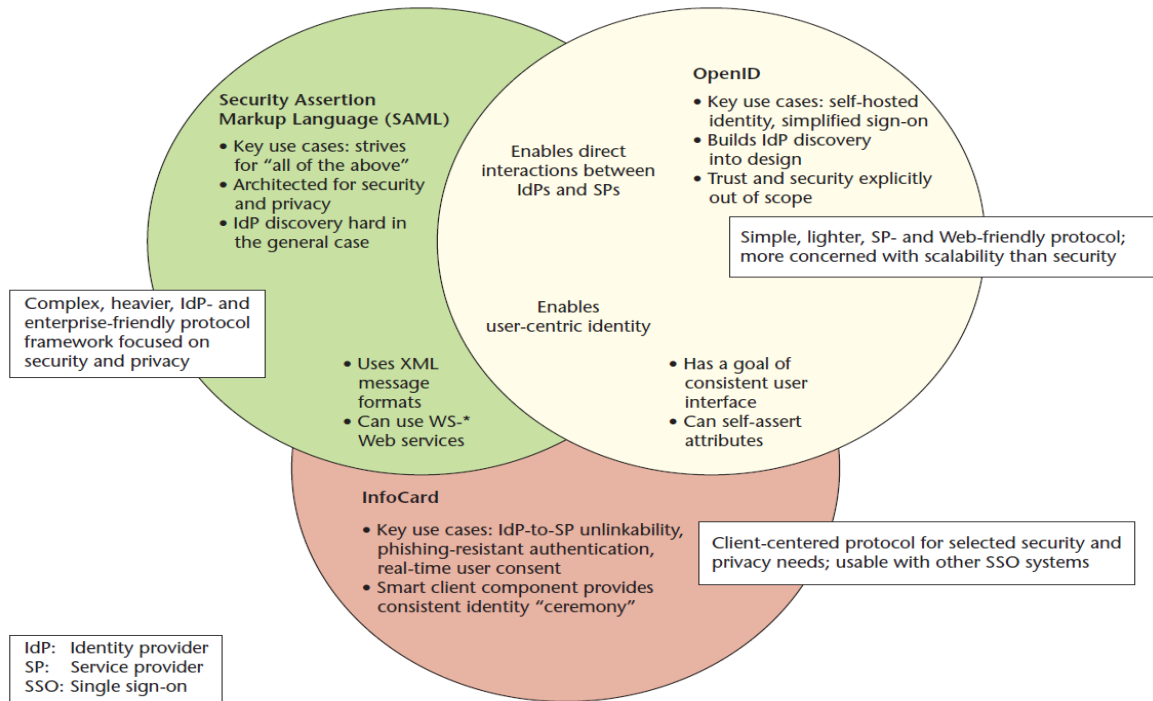 Security Assertion
Markup Language (SAML)
• Key use cases: strives
for “all of the above”
• Architected for security
and privacy
• IdP discovery hard in
the general case
Enables direct
interactions between
IdPs and SPs
OpenID
• Key use cases: self-hosted
identity, simplified sign-on
• Builds IdP discovery
into design
• Trust and security explicitly
out of scope
Simple, lighter, SP- and Web-friendly protocol;
more concerned with scalability than security
Complex, heavier, IdP- and
enterprise-friendly protocol
framework focused on
security and privacy
Enables
user-centric identity
• Uses XML
message
formats
• Can use WS-*
Web services
• Has a goal of
consistent user
interface
• Can self-assert
attributes
InfoCard
• Key use cases: IdP-to-SP unlinkability,
phishing-resistant authentication,
real-time user consent
• Smart client component provides
consistent identity “ceremony”
Client-centered protocol for selected security and
privacy needs; usable with other SSO systems
IdP: Identity provider
SP: Service provider
SSO: Single sign-on